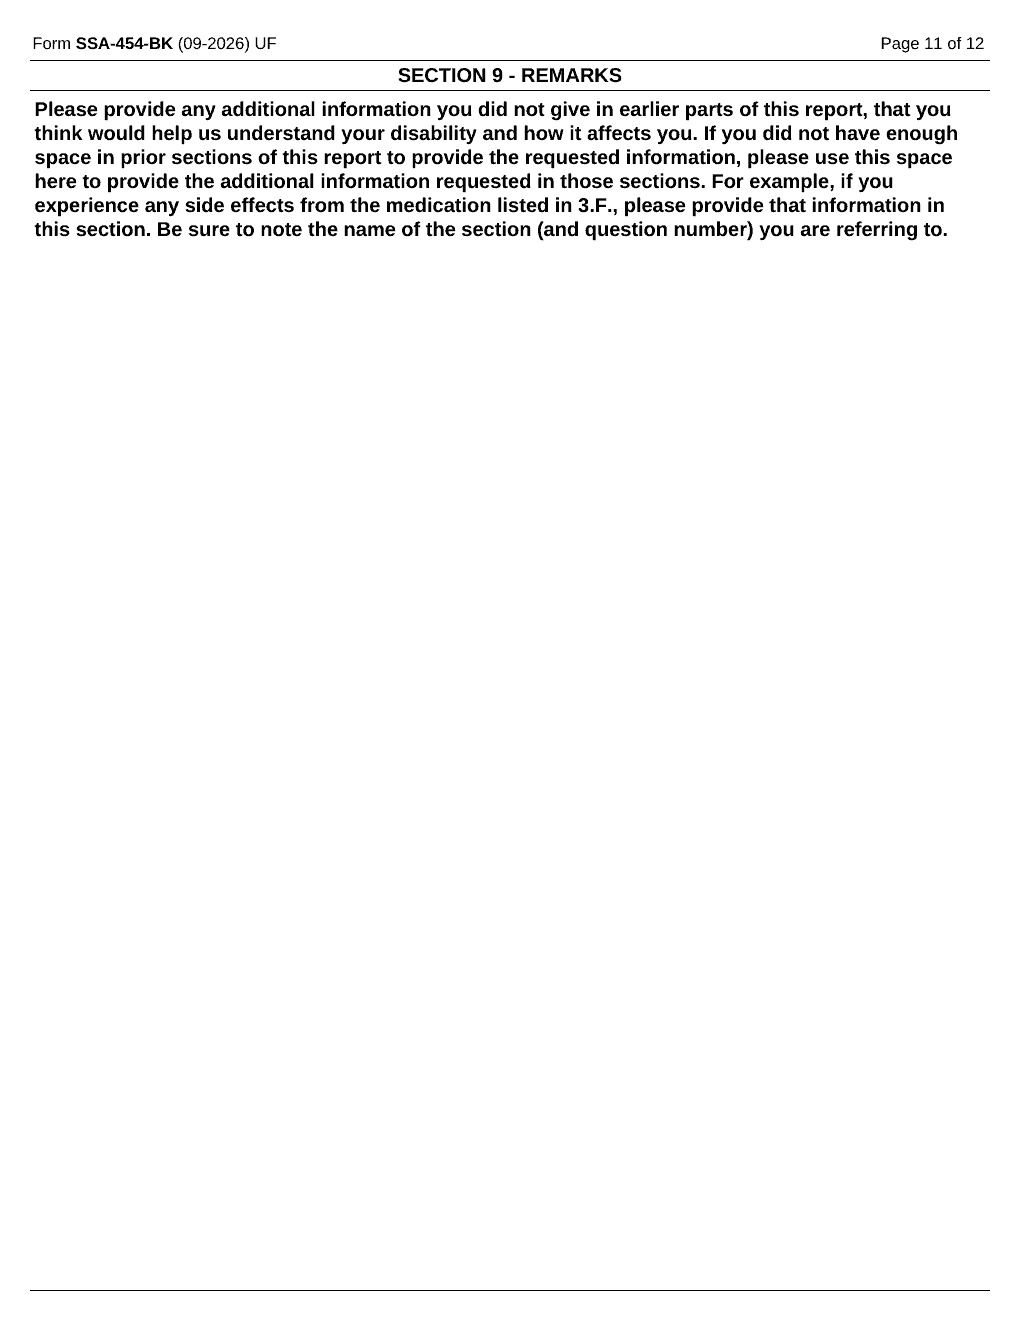 Form SSA-454-BK (09-2026) UF
Page 11 of 12
SECTION 9 - REMARKS
Please provide any additional information you did not give in earlier parts of this report, that you
think would help us understand your disability and how it affects you. If you did not have enough
space in prior sections of this report to provide the requested information, please use this space
here to provide the additional information requested in those sections. For example, if you
experience any side effects from the medication listed in 3.F., please provide that information in
this section. Be sure to note the name of the section (and question number) you are referring to.